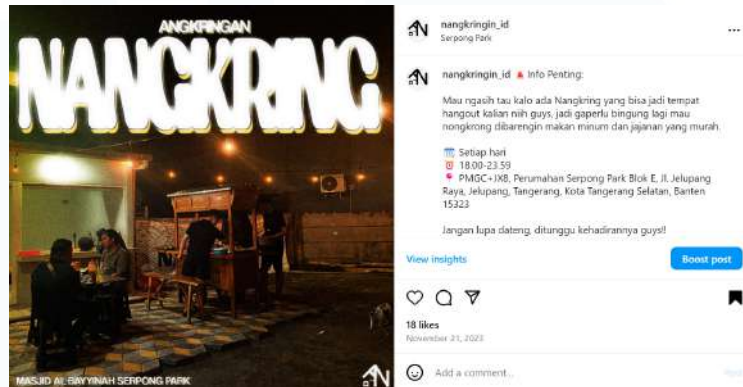 ANGKRINGAN
NANGKRING
MASJID AL-BAYYINAH SERPONG PARK
nangkringin_id
Serpong Park
nangkringin_id 🔺 Info Penting:
Mau ngasih tau kalo ada Nangkring yang bisa jadi tempat
hangout kalian niih guys, jadi gaperlu bingung lagi mau
nongkrong dibarengin makan minum dan jajanan yang murah.
📅 Setiap hari
⏰ 18.00-23.59
📍 PMGC+JXB, Perumahan Serpong Park Blok E, Jl. Jelupang
Raya, Jelupang, Tangerang, Kota Tangerang Selatan, Banten
15323
Jangan lupa dateng, ditunggu kehadirannya guys!!
View insights
Boost post
18 likes
November 21, 2023
Add a comment...